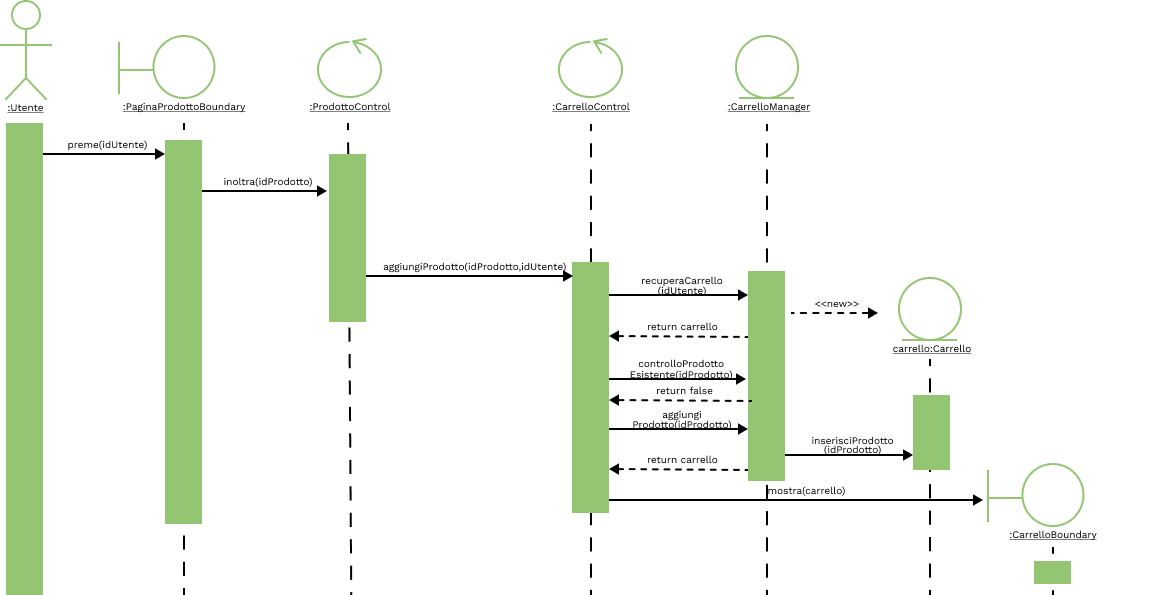 :Utente
:PaginaProdottoBoundary
:ProdottoControl
:CarrelloControl
:CarrelloManager
preme(idUtente)
inoltra(idProdotto)
aggiungiProdotto(idProdotto,idUtente)
recuperaCarrello
(idUtente)
<<new>>
return carrello
carrello:Carrello
controlloProdotto
Esistente(idProdotto)
return false
aggiungi
Prodotto(idProdotto)
inserisciProdotto
(idProdotto)
return carrello
mostra(carrello)
:CarrelloBoundary